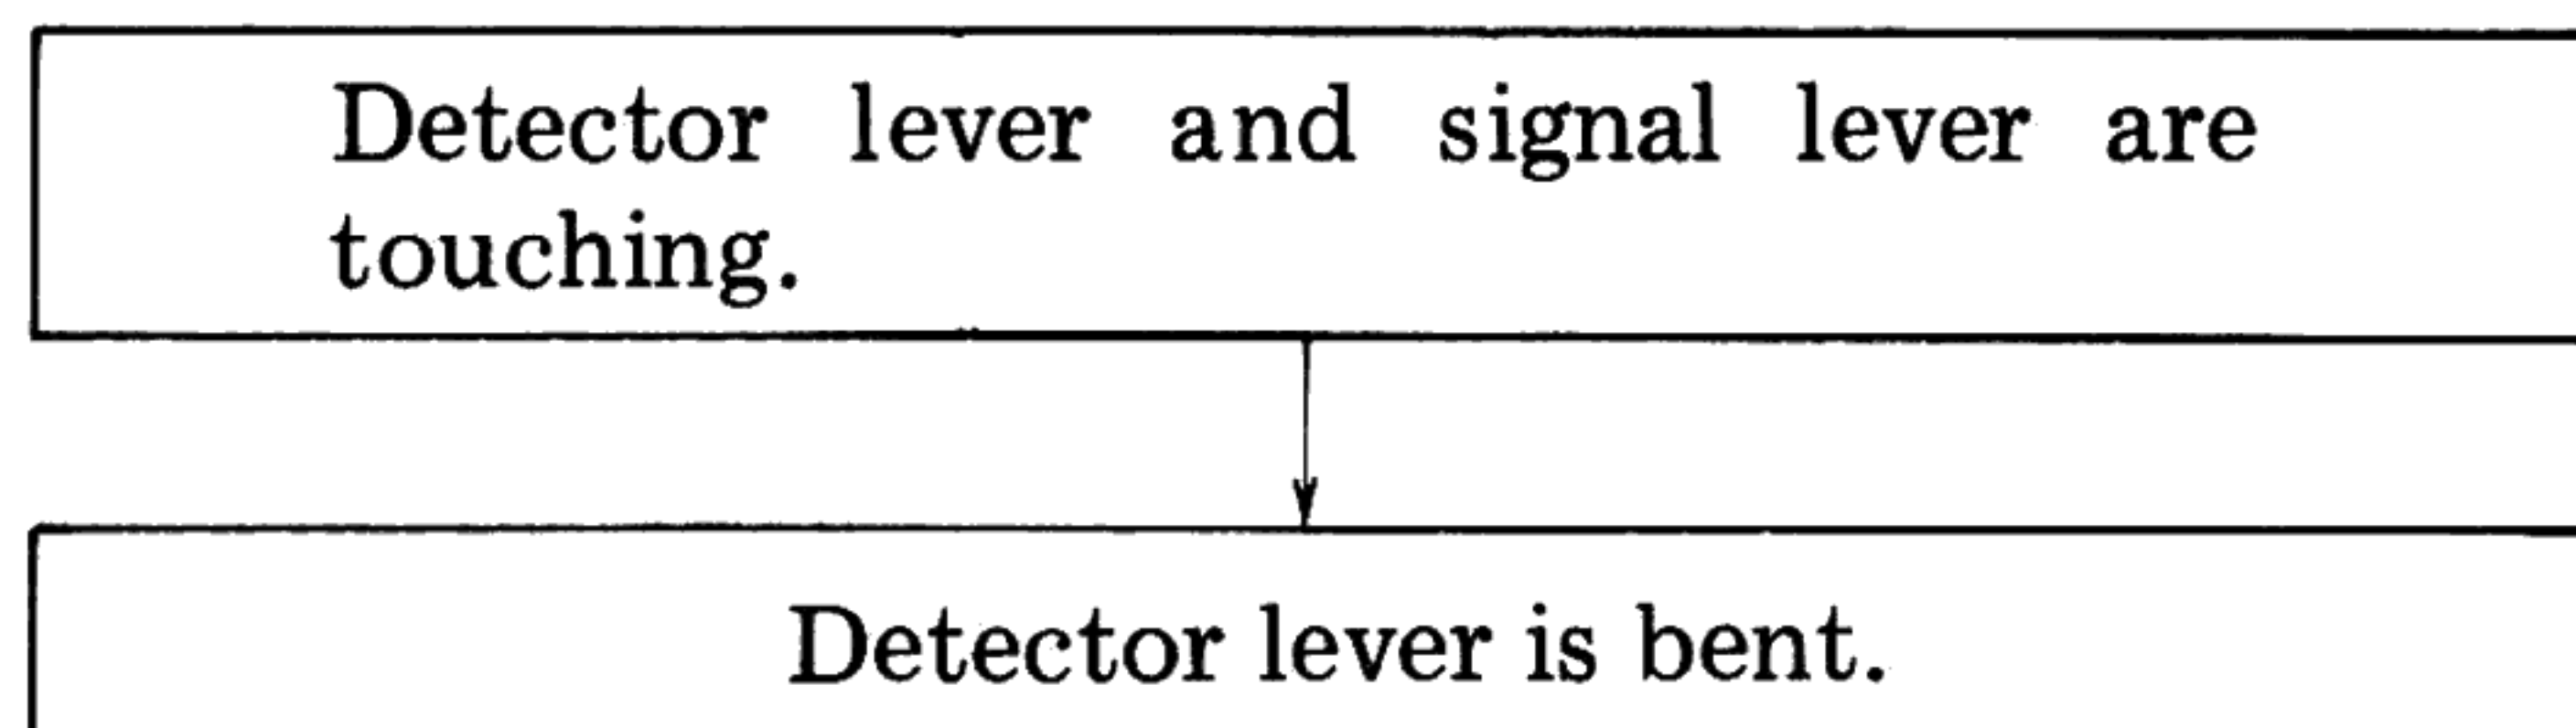 Detector lever and signal lever are
touching.
Detector lever is bent.